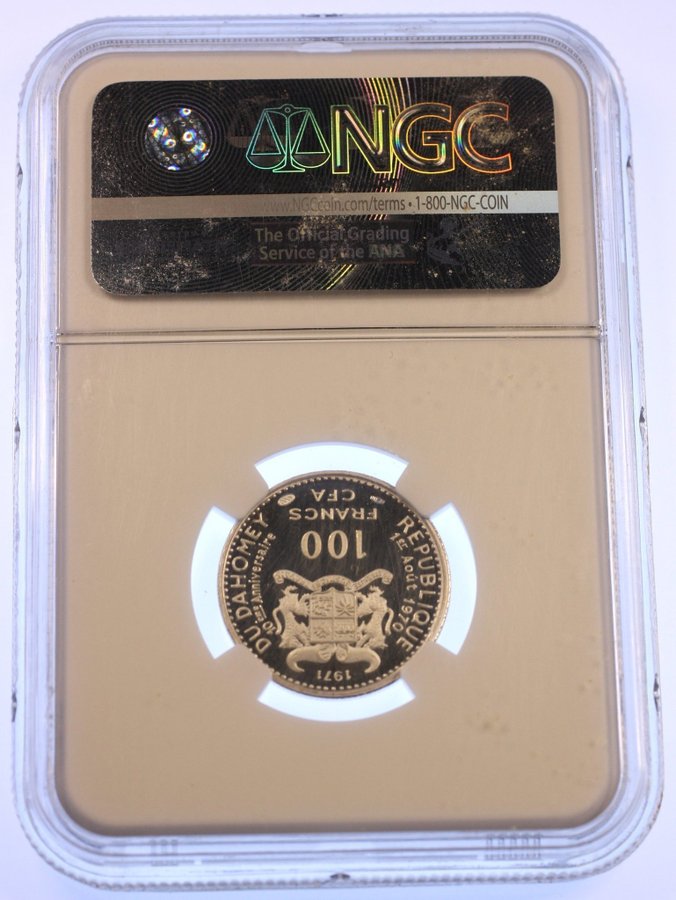 NGC
www.NGCcoin.com/terms • 1-800-NGC-COIN
The Official Grading
Service of the ANA
REPUBLIQUE DU DAHOMEY
10ème Anniversaire
1er Août 1970
1971
100
FRANCS
CFA